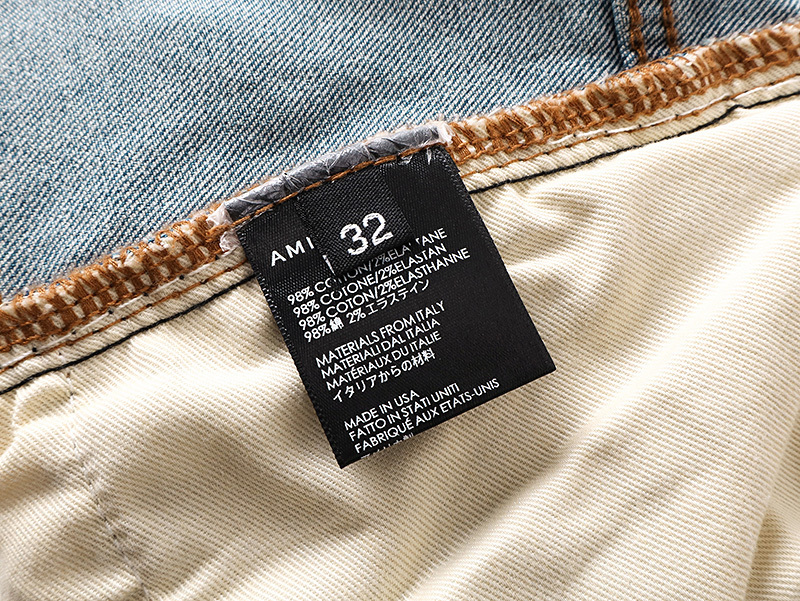 AMI
32
98% COTTON/2%ELASTANE
98% COTONE/2%ELASTAN
98% COTON/2%ELASTHANNE
98%綿 2%エラステイン
MATERIALS FROM ITALY
MATERIALI DAL ITALIA
MATÉRIAUX DU ITALIE
イタリアからの材料
MADE IN USA
FATTO IN STATI UNITI
FABRIQUÉ AUX ETATS-UNIS